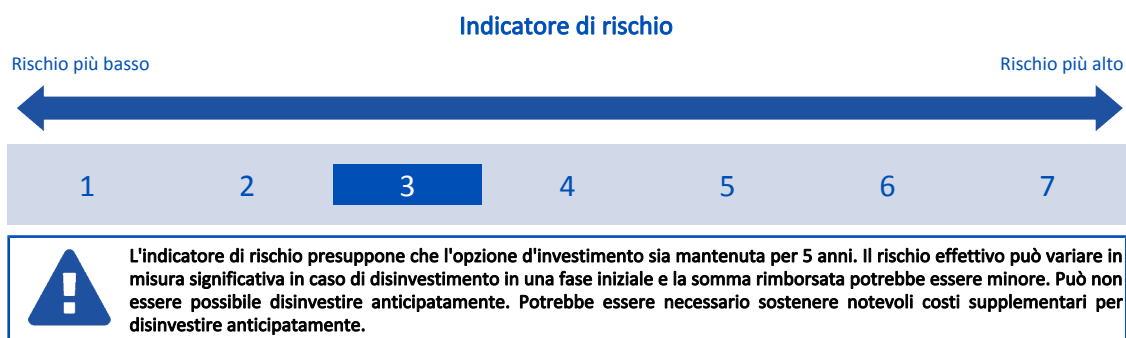 Indicatore di rischio
Rischio più basso
Rischio più alto
1 2 3 4 5 6 7
L'indicatore di rischio presuppone che l'opzione d'investimento sia mantenuta per 5 anni. Il rischio effettivo può variare in
misura significativa in caso di disinvestimento in una fase iniziale e la somma rimborsata potrebbe essere minore. Può non
essere possibile disinvestire anticipatamente. Potrebbe essere necessario sostenere notevoli costi supplementari per
disinvestire anticipatamente.